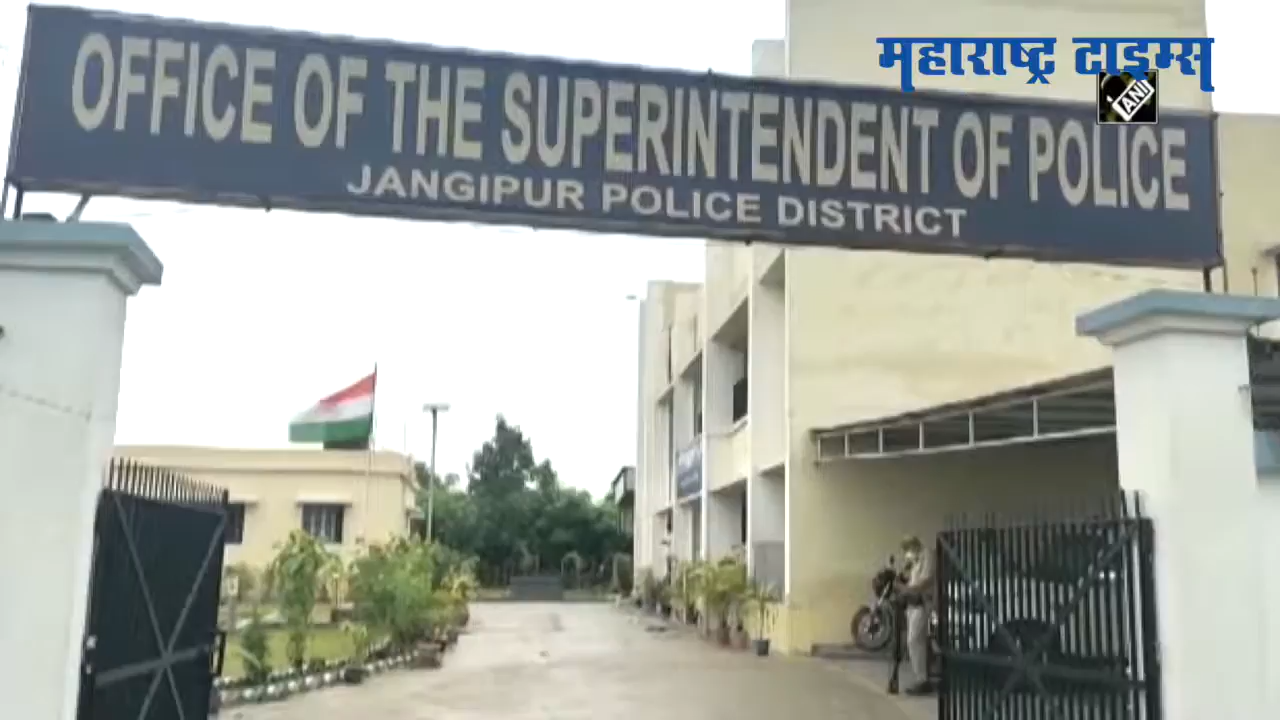 महाराष्ट्र टाइम्स
ANI
OFFICE OF THE SUPERINTENDENT OF POLICE
JANGIPUR POLICE DISTRICT